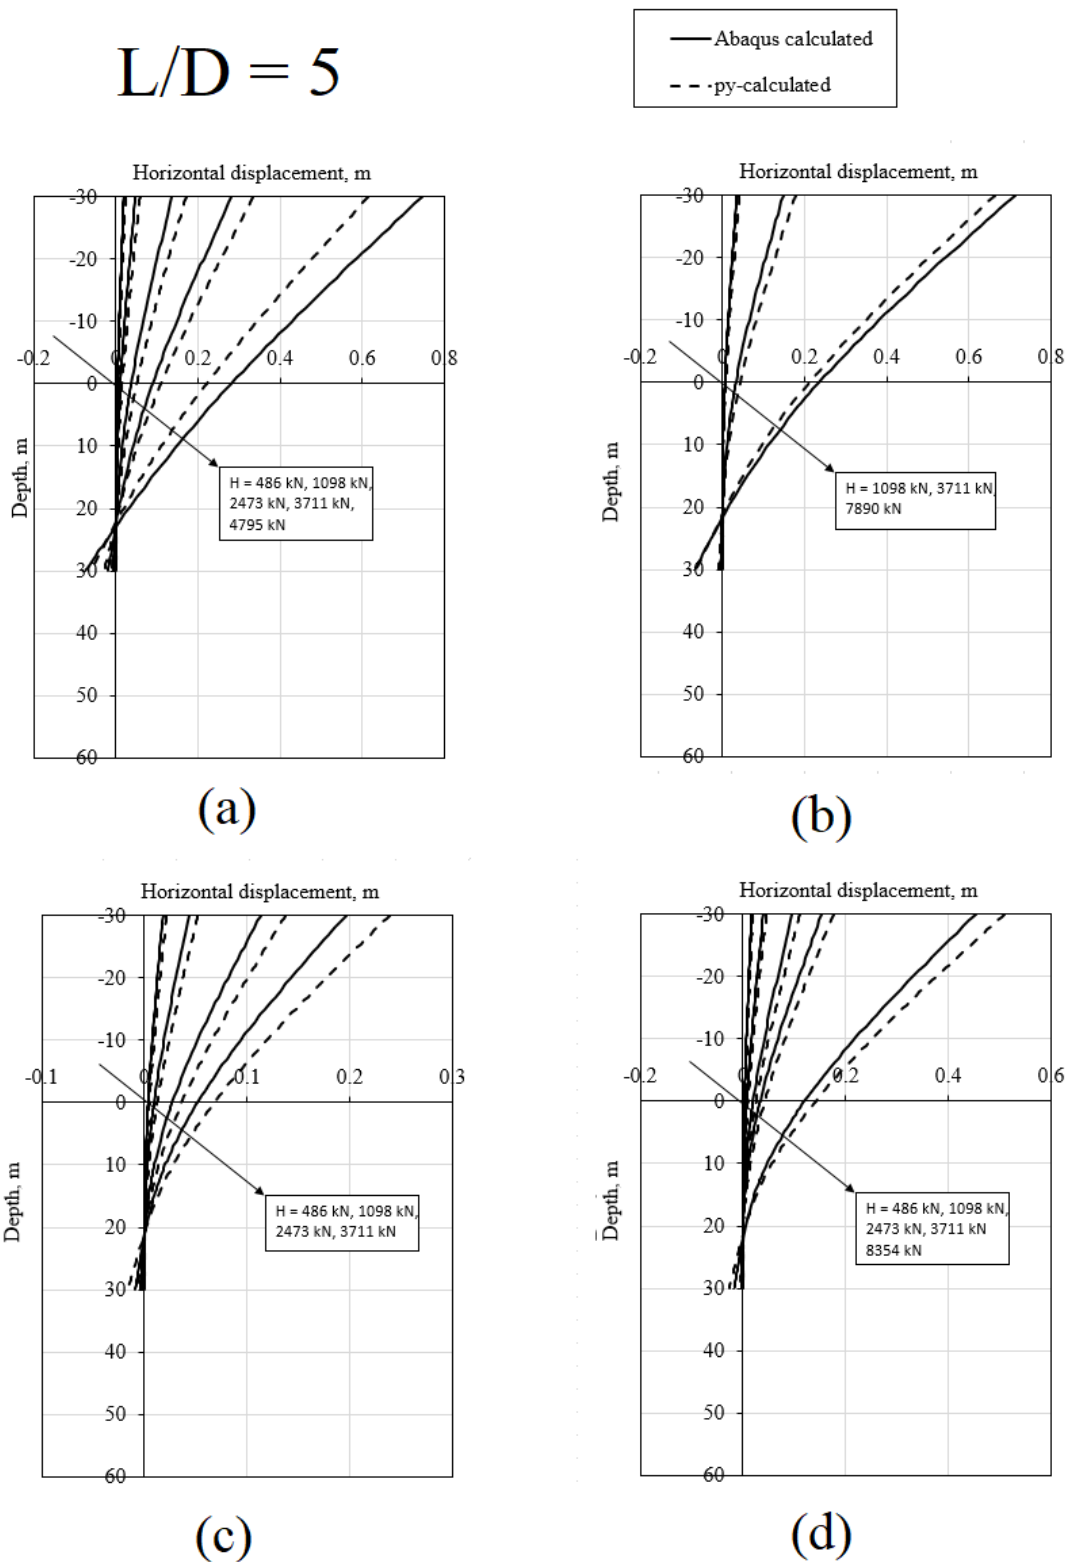 L/D = 5
Abaqus calculated
py-calculated
Horizontal displacement, m
-30
-20
-10
-0.2 0 0.2 0.4 0.6 0.8
0
10
20
30
40
50
60
Depth, m
H = 486 kN, 1098 kN,
2473 kN, 3711 kN,
4795 kN
(a)
Horizontal displacement, m
-30
-20
-10
-0.2 0 0.2 0.4 0.6 0.8
0
10
20
30
40
50
60
Depth, m
H = 1098 kN, 3711 kN,
7890 kN
(b)
Horizontal displacement, m
-30
-20
-10
-0.1 0 0.1 0.2 0.3
0
10
20
30
40
50
60
Depth, m
H = 486 kN, 1098 kN,
2473 kN, 3711 kN
(c)
Horizontal displacement, m
-30
-20
-10
-0.2 0 0.2 0.4 0.6
0
10
20
30
40
50
60
Depth, m
H = 486 kN, 1098 kN,
2473 kN, 3711 kN
8354 kN
(d)